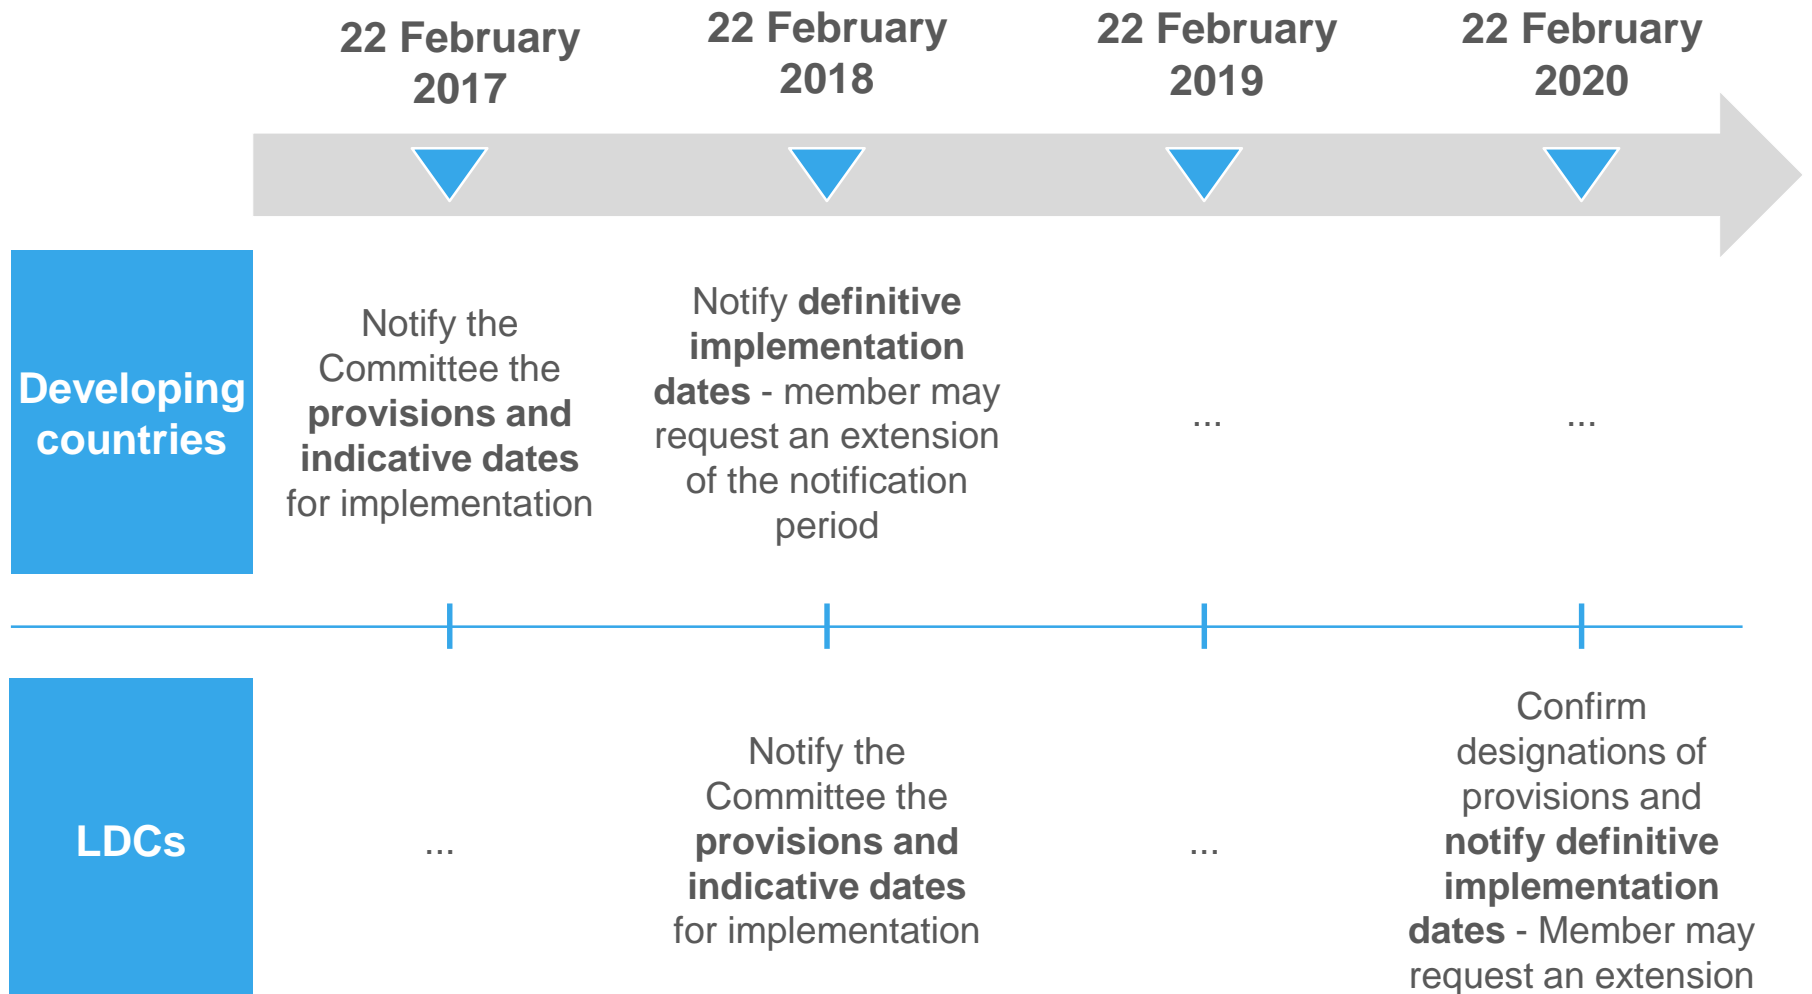 22 February
2017
22 February
2018
22 February
2019
22 February
2020
Developing
countries
Notify the
Committee the
provisions and
indicative dates
for implementation
Notify definitive
implementation
dates - member may
request an extension
of the notification
period
...
...
LDCs
...
Notify the
Committee the
provisions and
indicative dates
for implementation
...
Confirm
designations of
provisions and
notify definitive
implementation
dates - Member may
request an extension